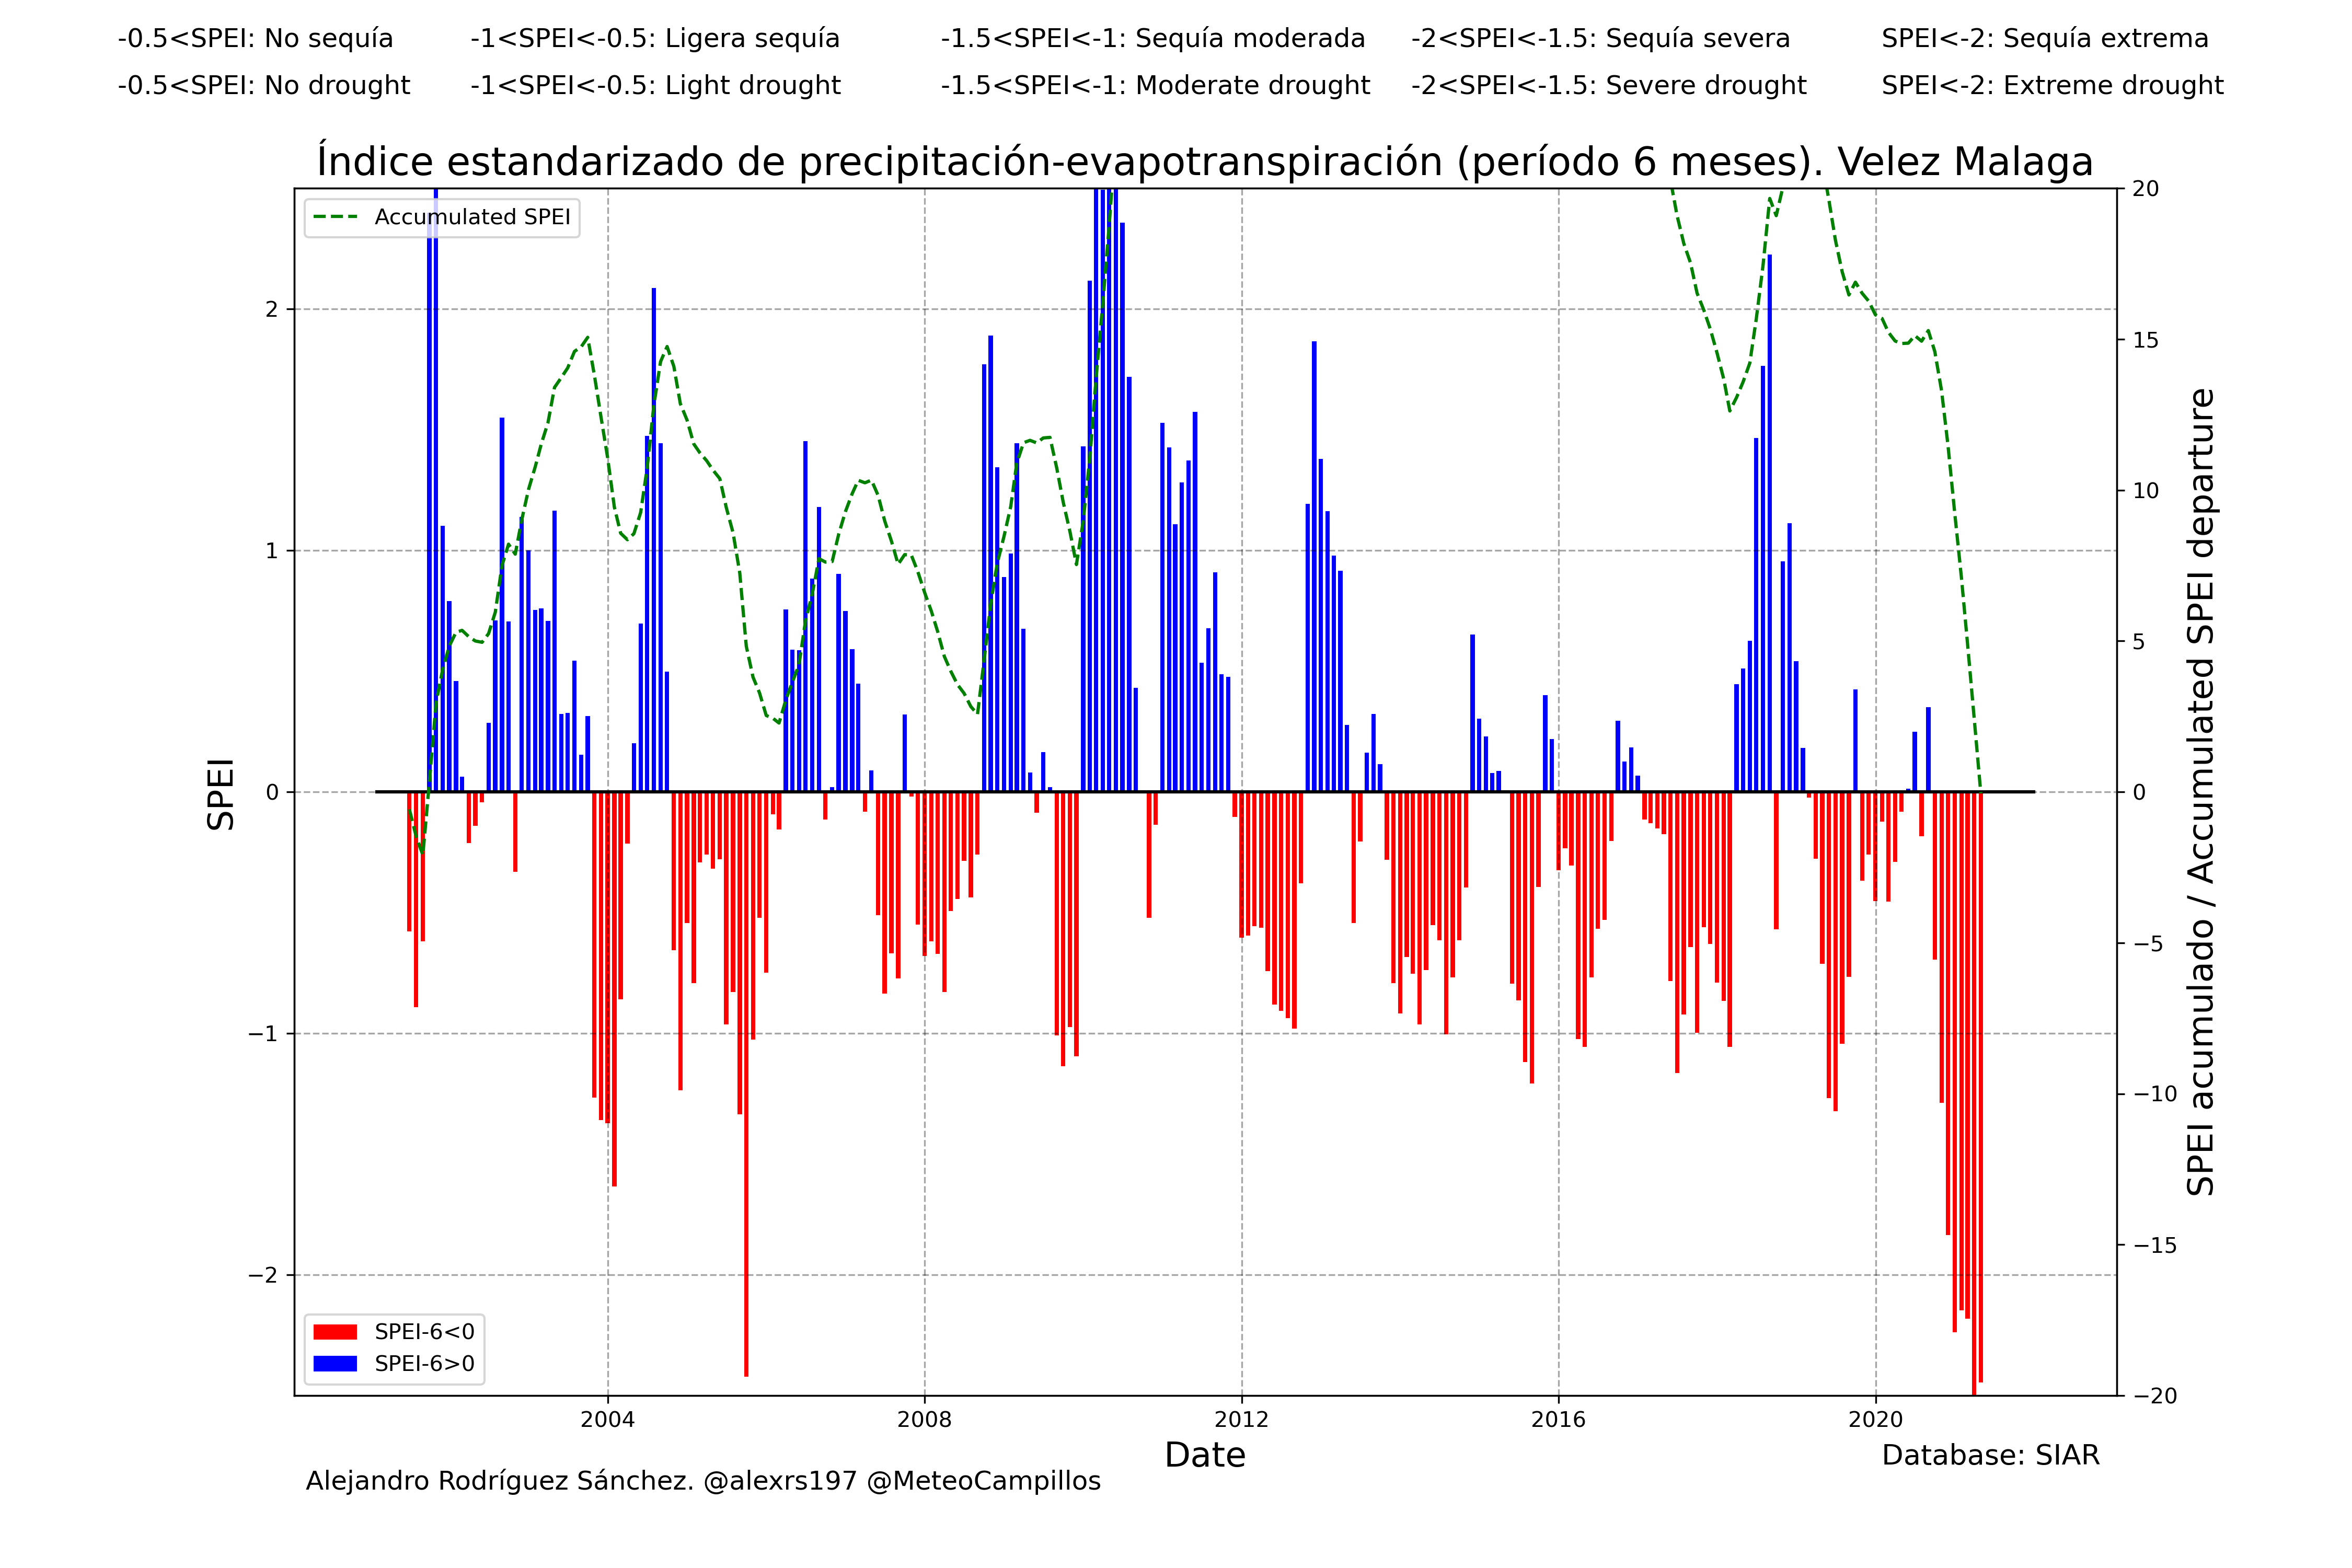 -0.5<SPEI: No sequía -1<SPEI<-0.5: Ligera sequía -1.5<SPEI<-1: Sequía moderada -2<SPEI<-1.5: Sequía severa SPEI<-2: Sequía extrema
-0.5<SPEI: No drought -1<SPEI<-0.5: Light drought -1.5<SPEI<-1: Moderate drought -2<SPEI<-1.5: Severe drought SPEI<-2: Extreme drought
Índice estandarizado de precipitación-evapotranspiración (período 6 meses). Velez Malaga
Accumulated SPEI
SPEI
2
1
0
−1
−2
20
15
10
5
0
−5
−10
−15
−20
SPEI acumulado / Accumulated SPEI departure
SPEI-6<0
SPEI-6>0
2004 2008 2012 2016 2020
Date
Database: SIAR
Alejandro Rodríguez Sánchez. @alexrs197 @MeteoCampillos